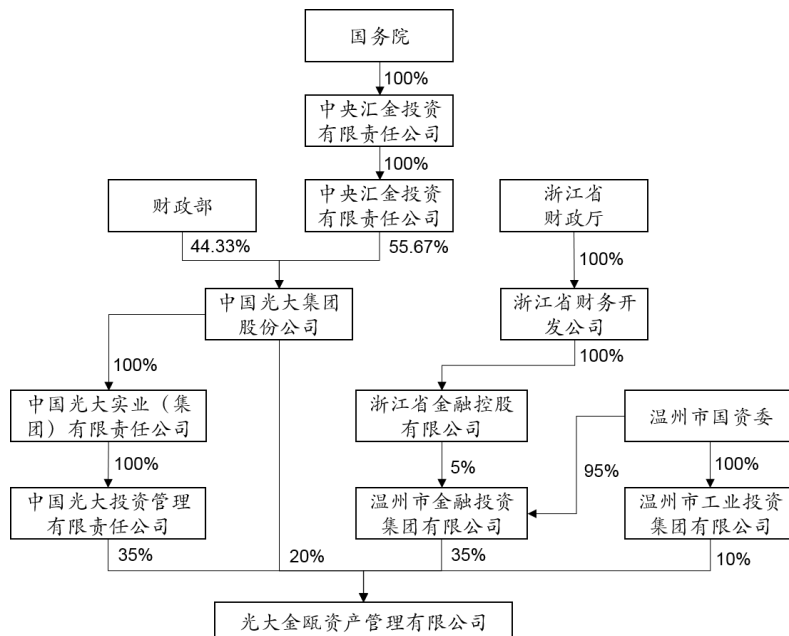 国务院
100%
中央汇金投资
有限责任公司
100%
财政部
中央汇金投资
有限责任公司
浙江省
财政厅
44.33%
55.67%
100%
中国光大集团
股份公司
浙江省财务开
发公司
100%
100%
中国光大实业（集
团）有限责任公司
浙江省金融控股
有限公司
温州市国资委
100%
5%
95%
100%
中国光大投资管理
有限责任公司
温州市金融投资
集团有限公司
温州市工业投资
集团有限公司
35%
20%
35%
10%
光大金瓯资产管理有限公司